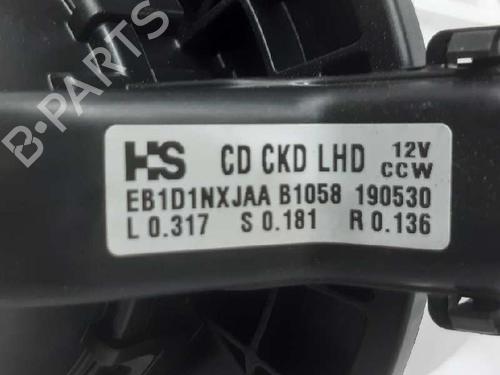 B-PARTS
HS CD CKD LHD 12V CCW
EB1D1NXJAA B1058 190530
L 0.317 S 0.181 R 0.136